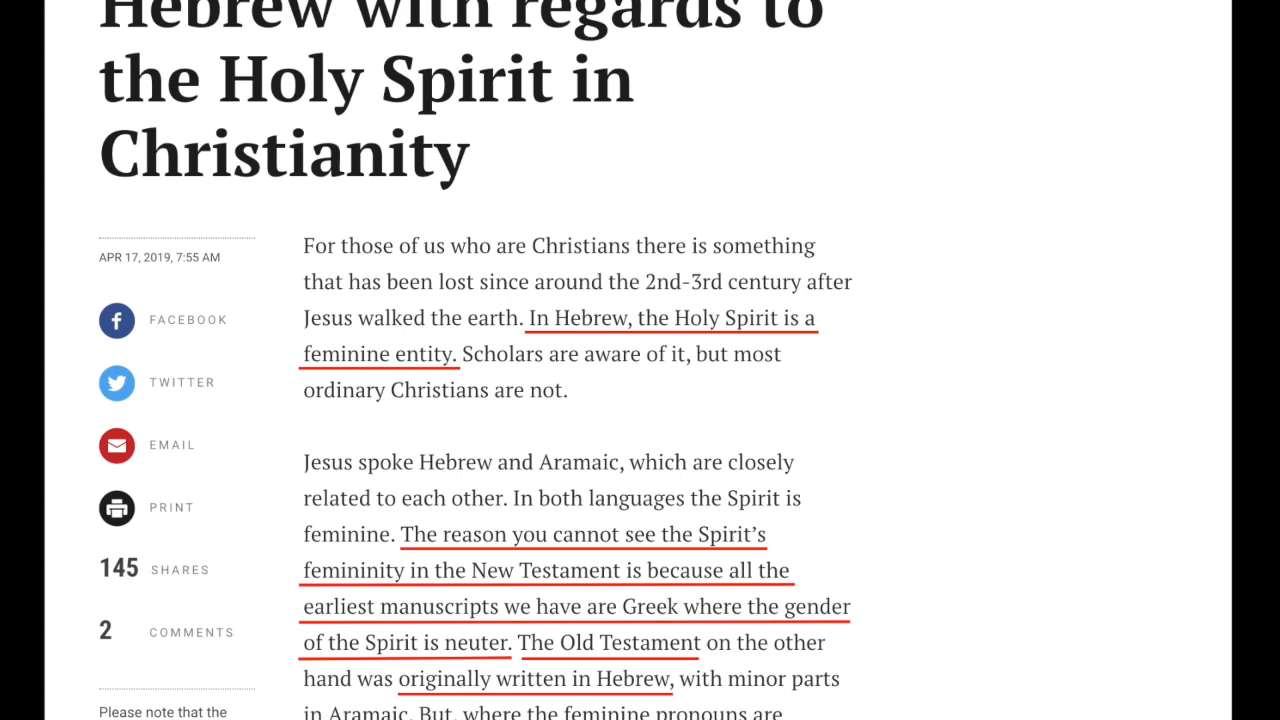 Hebrew with regards to
the Holy Spirit in
Christianity
APR 17, 2019, 7:55 AM
FACEBOOK
TWITTER
EMAIL
PRINT
145 SHARES
2 COMMENTS
Please note that the
For those of us who are Christians there is something
that has been lost since around the 2nd-3rd century after
Jesus walked the earth. In Hebrew, the Holy Spirit is a
feminine entity. Scholars are aware of it, but most
ordinary Christians are not.
Jesus spoke Hebrew and Aramaic, which are closely
related to each other. In both languages the Spirit is
feminine. The reason you cannot see the Spirit’s
femininity in the New Testament is because all the
earliest manuscripts we have are Greek where the gender
of the Spirit is neuter. The Old Testament on the other
hand was originally written in Hebrew, with minor parts
in Aramaic. But, where the feminine pronouns are